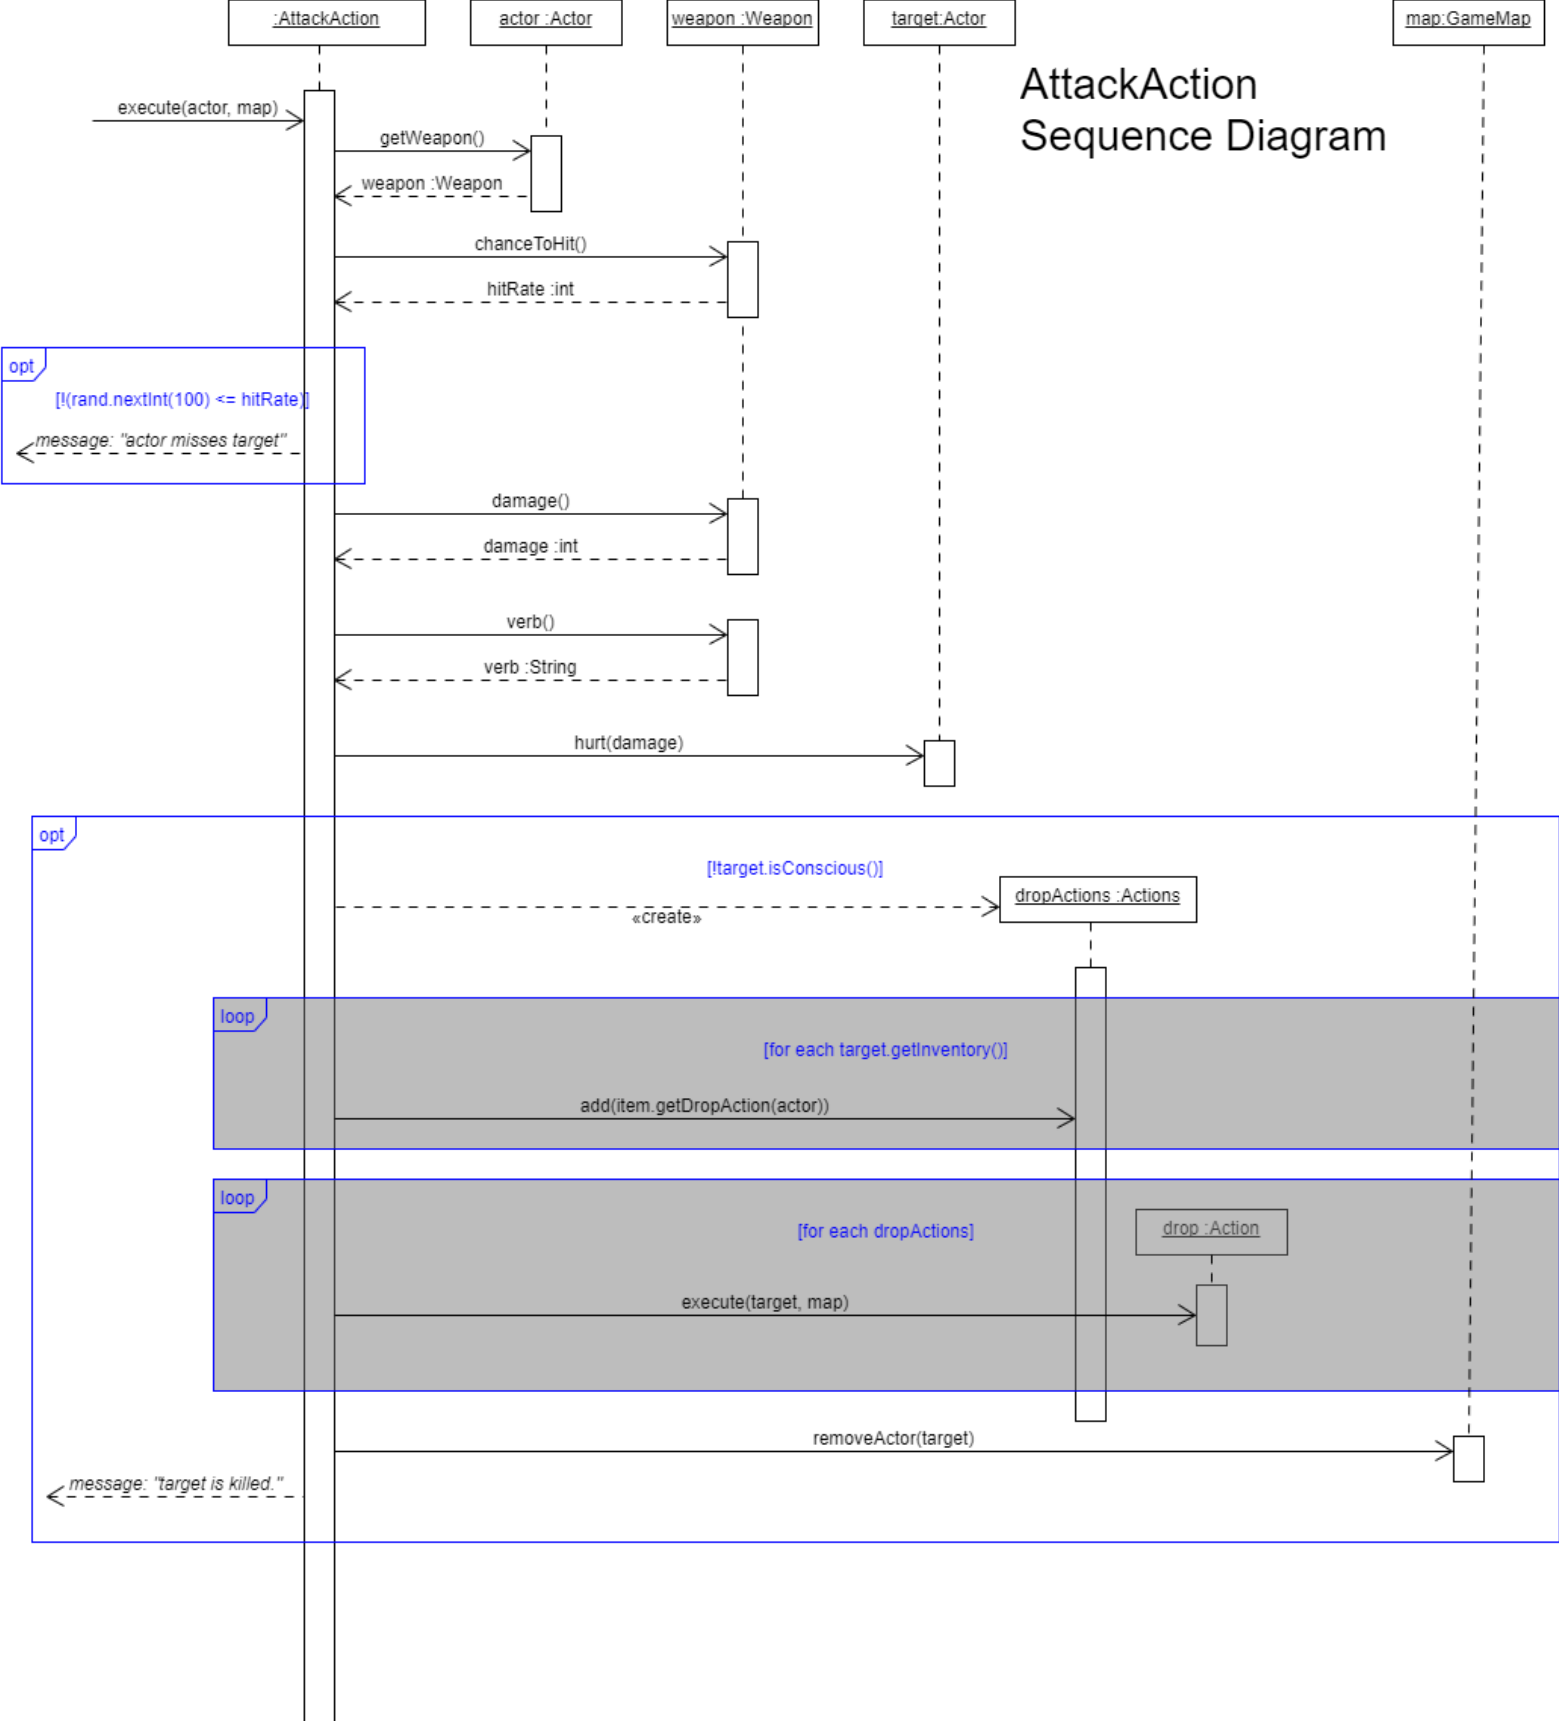 :AttackAction
actor :Actor
weapon :Weapon
target:Actor
map:GameMap
AttackAction
Sequence Diagram
execute(actor, map)
getWeapon()
weapon :Weapon
chanceToHit()
hitRate :int
opt
[!(rand.nextInt(100) <= hitRate)]
message: "actor misses target"
damage()
damage :int
verb()
verb :String
hurt(damage)
opt
[!target.isConscious()]
dropActions :Actions
«create»
loop
[for each target.getInventory()]
add(item.getDropAction(actor))
loop
[for each dropActions]
drop :Action
execute(target, map)
removeActor(target)
message: "target is killed."